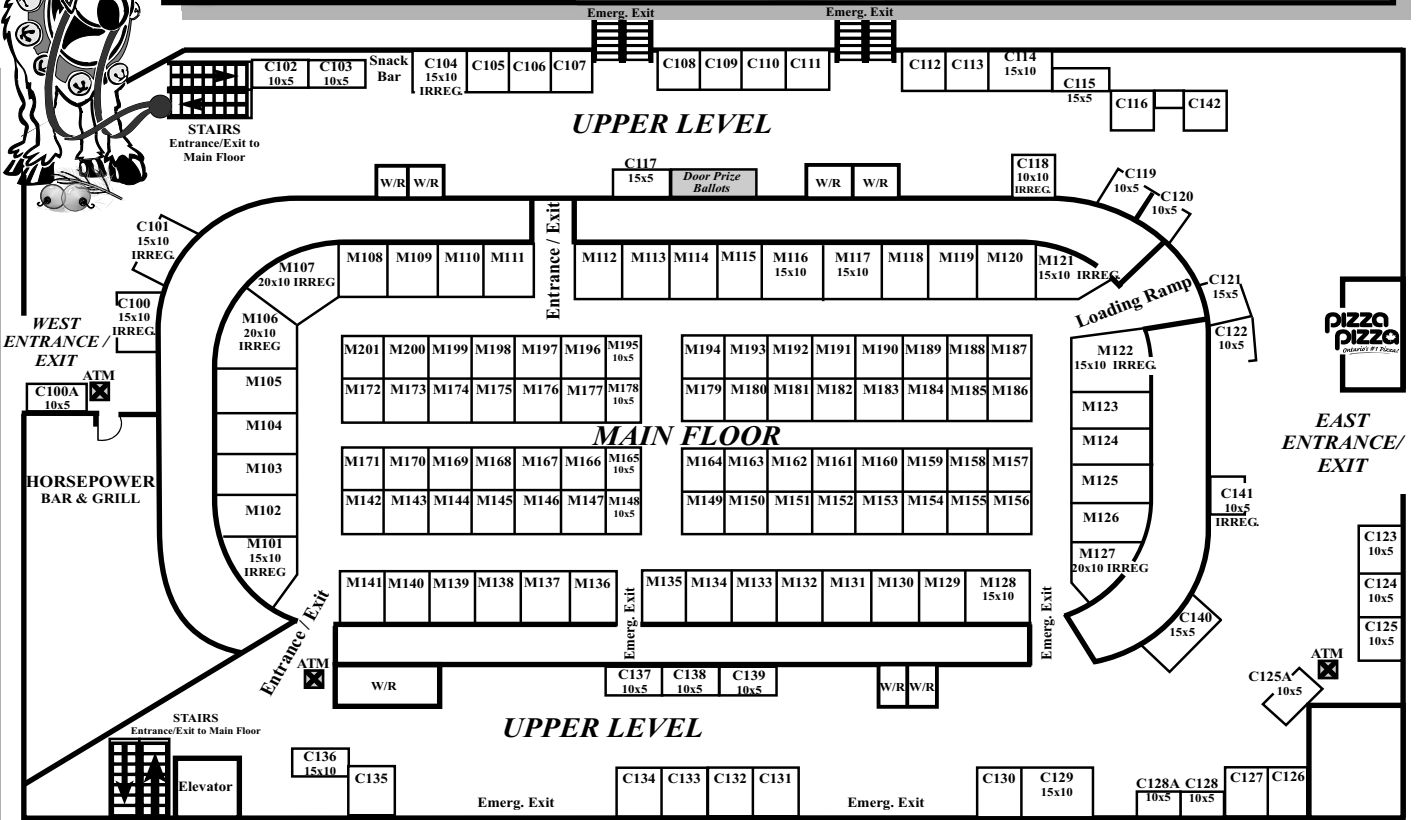 Emerg. Exit
Emerg. Exit
C102
10x5
C103
10x5
Snack
Bar
C104
15x10
IRREG.
C105
C106
C107
C108
C109
C110
C111
C112
C113
C114
15x10
C115
15x5
C116
C142
STAIRS
Entrance/Exit to
Main Floor
UPPER LEVEL
W/R
W/R
C117
15x5
Door Prize
Ballots
W/R
W/R
C118
10x10
IRREG.
C119
10x5
C120
10x5
C101
15x10
IRREG.
C100
15x10
IRREG.
WEST
ENTRANCE /
EXIT
ATM
C100A
10x5
HORSEPOWER
BAR & GRILL
M107
20x10 IRREG
M108
M109
M110
M111
Entrance / Exit
M112
M113
M114
M115
M116
15x10
M117
15x10
M118
M119
M120
M121
15x10 IRREG.
Loading Ramp
C121
15x5
C122
10x5
pizza
pizza
Ontario's #1 Pizza!
EAST
ENTRANCE/
EXIT
M106
20x10
IRREG
M105
M104
M103
M102
M101
15x10
IRREG
M201
M200
M199
M198
M197
M196
M195
10x5
M194
M193
M192
M191
M190
M189
M188
M187
M172
M173
M174
M175
M176
M177
M178
10x5
M179
M180
M181
M182
M183
M184
M185
M186
MAIN FLOOR
M171
M170
M169
M168
M167
M166
M165
10x5
M164
M163
M162
M161
M160
M159
M158
M157
M142
M143
M144
M145
M146
M147
M148
10x5
M149
M150
M151
M152
M153
M154
M155
M156
M122
15x10 IRREG.
M123
M124
M125
M126
M127
20x10 IRREG
C141
10x5
IRREG.
C123
10x5
C124
10x5
C125
10x5
ATM
C125A
10x5
C140
15x5
M141
M140
M139
M138
M137
M136
Emerg. Exit
M135
M134
M133
M132
M131
M130
M129
M128
15x10
Emerg. Exit
Entrance / Exit
ATM
W/R
C137
10x5
C138
10x5
C139
10x5
W/R
W/R
UPPER LEVEL
STAIRS
Entrance/Exit to Main Floor
Elevator
C136
15x10
C135
Emerg. Exit
C134
C133
C132
C131
Emerg. Exit
C130
C129
15x10
C128A
10x5
C128
10x5
C127
C126